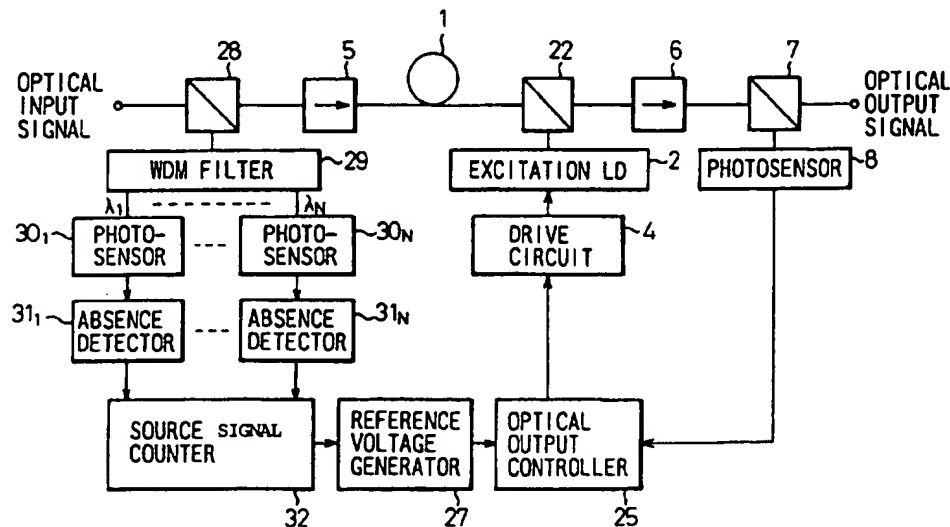 1
28
5
22
6
7
OPTICAL
INPUT
SIGNAL
OPTICAL
OUTPUT
SIGNAL
WDM FILTER
29
EXCITATION LD
2
PHOTOSENSOR
8
λ1
λN
30₁
PHOTO-
SENSOR
PHOTO-
SENSOR
30N
DRIVE
CIRCUIT
4
31₁
ABSENCE
DETECTOR
ABSENCE
DETECTOR
31N
SOURCE SIGNAL
COUNTER
REFERENCE
VOLTAGE
GENERATOR
OPTICAL
OUTPUT
CONTROLLER
32
27
25